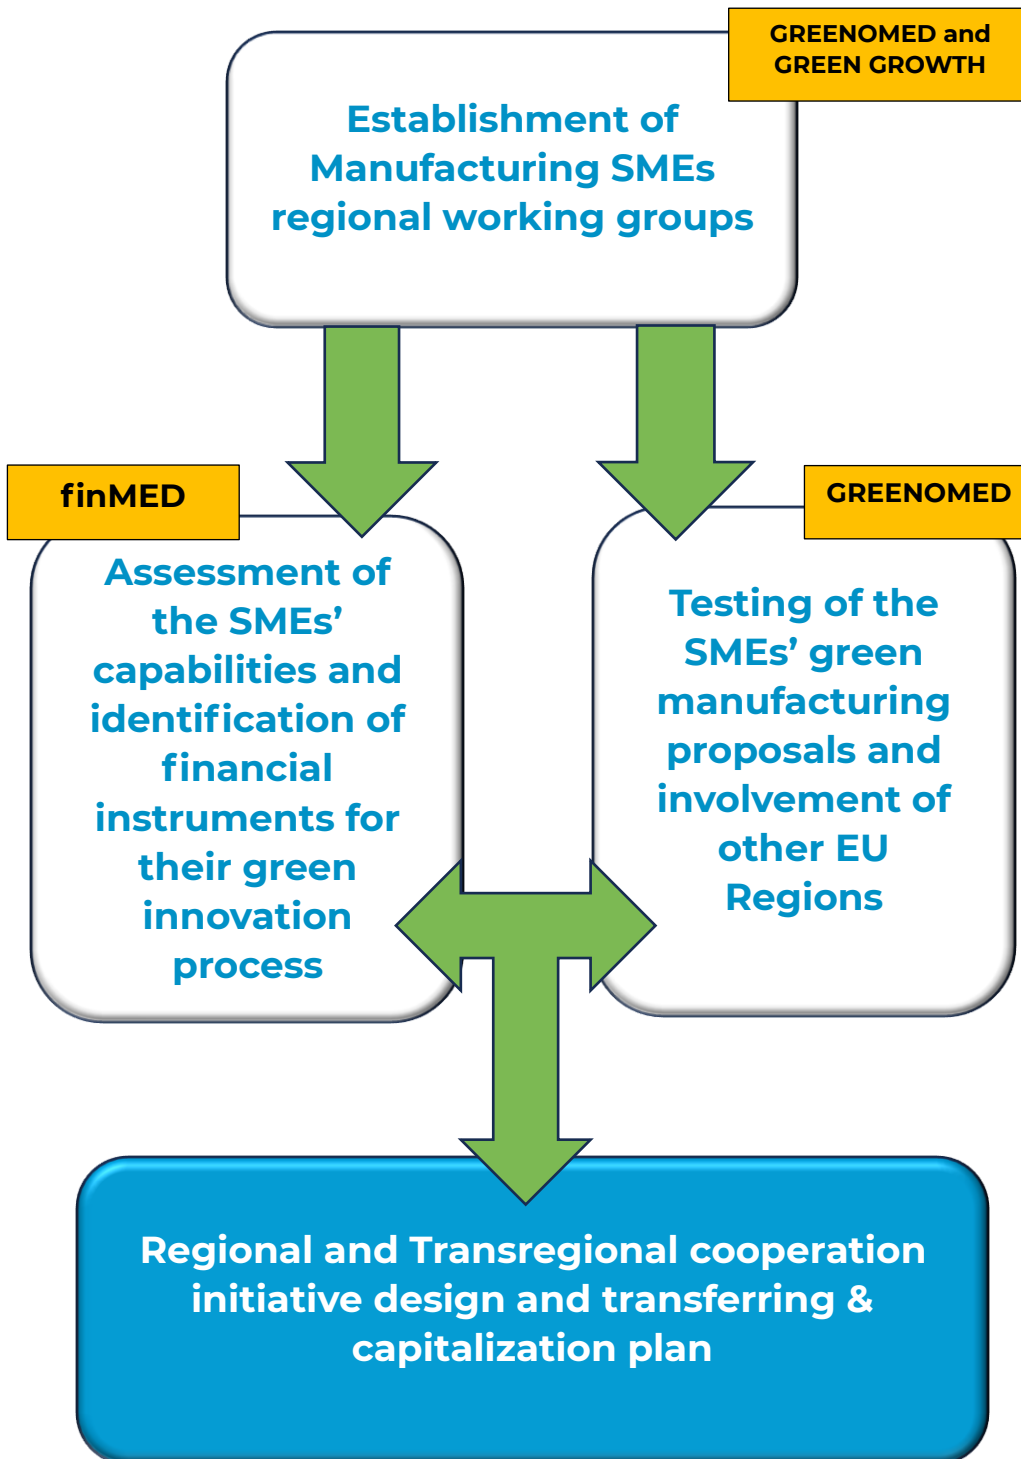 GREENOMED and
GREEN GROWTH
Establishment of
Manufacturing SMEs
regional working groups
finMED
Assessment of
the SMEs’
capabilities and
identification of
financial
instruments for
their green
innovation
process
GREENOMED
Testing of the
SMEs’ green
manufacturing
proposals and
involvement of
other EU
Regions
Regional and Transregional cooperation
initiative design and transferring &
capitalization plan